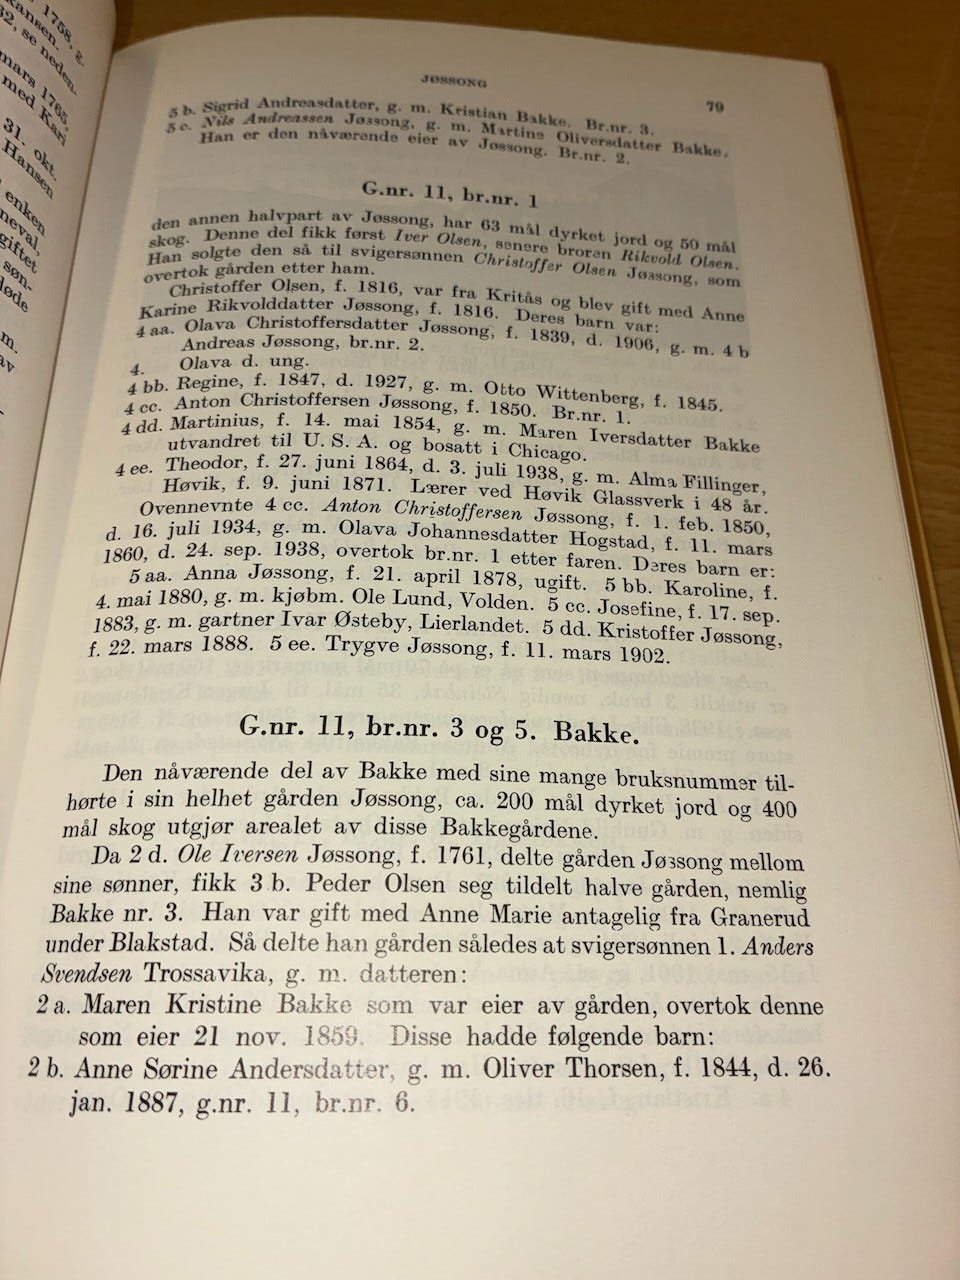 1758, g.
kansen.
32, se neden-
mars 1765,
med Kari
31. okt.
Hansen
enken
neval,
giftet
søn-
løde
m.
av
JØSSONG
79
5 b. Sigrid Andreasdatter, g. m. Kristian Bakke. Br.nr. 3.
5 c. Nils Andreassen Jøssong, g. m. Martine Oliversdatter Bakke.
Han er den nåværende eier av Jøssong. Br.nr. 2.
G.nr. 11, br.nr. 1
den annen halvpart av Jøssong, har 63 mål dyrket jord og 50 mål
skog. Denne del fikk først Iver Olsen, senere broren Rikvold Olsen.
Han solgte den så til svigersønnen Christoffer Olsen Jøssong, som
overtok gården etter ham.
Christoffer Olsen, f. 1816, var fra Kritås og blev gift med Anne
Karine Rikvolddatter Jøssong, f. 1816. Deres barn var:
4 aa. Olava Christoffersdatter Jøssong, f. 1839, d. 1906, g. m. 4 b
Andreas Jøssong, br.nr. 2.
4. Olava d. ung.
4 bb. Regine, f. 1847, d. 1927, g. m. Otto Wittenberg, f. 1845.
4 cc. Anton Christoffersen Jøssong, f. 1850. Br.nr. 1.
4 dd. Martinius, f. 14. mai 1854, g. m. Maren Iversdatter Bakke
utvandret til U. S. A. og bosatt i Chicago.
4 ee. Theodor, f. 27. juni 1864, d. 3. juli 1938, g. m. Alma Fillinger,
Høvik, f. 9. juni 1871. Lærer ved Høvik Glassverk i 48 år.
Ovennevnte 4 cc. Anton Christoffersen Jøssong, f. 1. feb. 1850,
d. 16. juli 1934, g. m. Olava Johannesdatter Hogstad, f. 11. mars
1860, d. 24. sep. 1938, overtok br.nr. 1 etter faren. Deres barn er:
5 aa. Anna Jøssong, f. 21. april 1878, ugift. 5 bb. Karoline, f.
4. mai 1880, g. m. kjøbm. Ole Lund, Volden. 5 cc. Josefine, f. 17. sep.
1883, g. m. gartner Ivar Østeby, Lierlandet. 5 dd. Kristoffer Jøssong,
f. 22. mars 1888. 5 ee. Trygve Jøssong, f. 11. mars 1902.
G.nr. 11, br.nr. 3 og 5. Bakke.
Den nåværende del av Bakke med sine mange bruksnummer til-
hørte i sin helhet gården Jøssong, ca. 200 mål dyrket jord og 400
mål skog utgjør arealet av disse Bakkegårdene.
Da 2 d. Ole Iversen Jøssong, f. 1761, delte gården Jøssong mellom
sine sønner, fikk 3 b. Peder Olsen seg tildelt halve gården, nemlig
Bakke nr. 3. Han var gift med Anne Marie antagelig fra Granerud
under Blakstad. Så delte han gården således at svigersønnen 1. Anders
Svendsen Trossavika, g. m. datteren:
2 a. Maren Kristine Bakke som var eier av gården, overtok denne
som eier 21 nov. 1859. Disse hadde følgende barn:
2 b. Anne Sørine Andersdatter, g. m. Oliver Thorsen, f. 1844, d. 26.
jan. 1887, g.nr. 11, br.nr. 6.